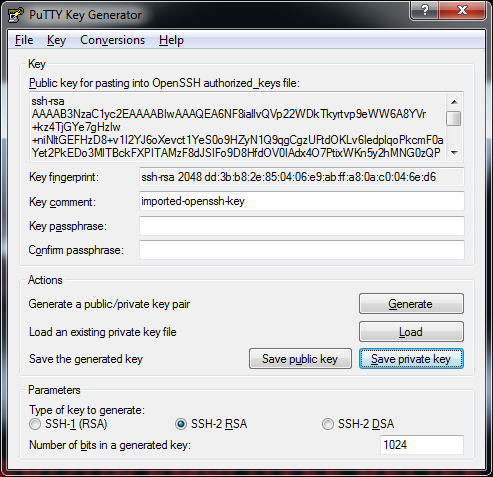 PuTTY Key Generator
File Key Conversions Help
Key
Public key for pasting into OpenSSH authorized_keys file:
ssh-rsa
AAAAB3NzaC1yc2EAAAABIwAAAQEA6NF8iallvQVp22WDkTkyrtvp9eWW6A8YVr
+kz4TjGYe7gHzIw
+niNltGEFHzD8+v1I2YJ6oXevct1YeS0o9HZyN1Q9qgCgzUFtdOKLv6IedplqoPkcmF0a
Yet2PkEDo3MlTBckFXPITAMzF8dJSIFo9D8HfdOV0IAdx4O7PtixWKn5y2hMNG0zQP
Key fingerprint: ssh-rsa 2048 dd:3b:b8:2e:85:04:06:e9:ab:ff:a8:0a:c0:04:6e:d6
Key comment: imported-openssh-key
Key passphrase:
Confirm passphrase:
Actions
Generate a public/private key pair Generate
Load an existing private key file Load
Save the generated key Save public key Save private key
Parameters
Type of key to generate:
SSH-1 (RSA) SSH-2 RSA SSH-2 DSA
Number of bits in a generated key: 1024